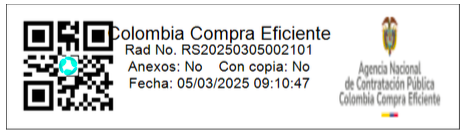 Colombia Compra Eficiente
Rad No. RS20250305002101
Anexos: No Con copia: No
Fecha: 05/03/2025 09:10:47
Agencia Nacional
de Contratación Pública
Colombia Compra Eficiente